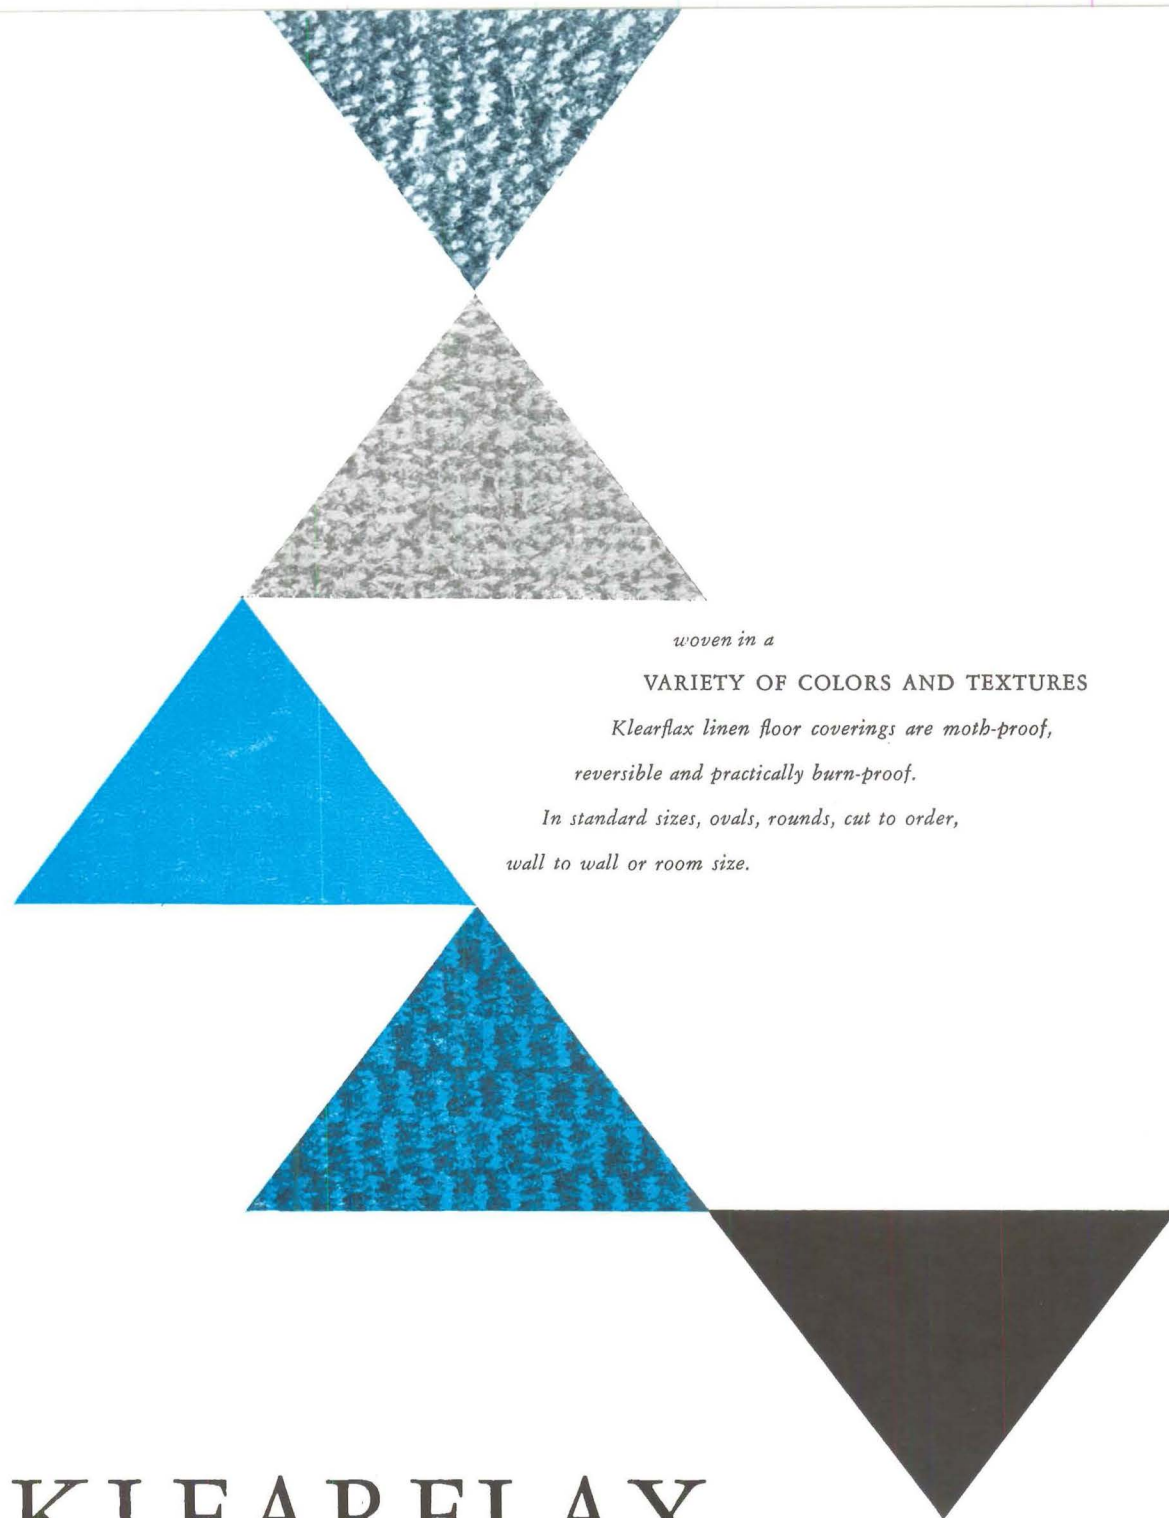 woven in a
VARIETY OF COLORS AND TEXTURES
Klearflax linen floor coverings are moth-proof,
reversible and practically burn-proof.
In standard sizes, ovals, rounds, cut to order,
wall to wall or room size.
KLEARFLAX